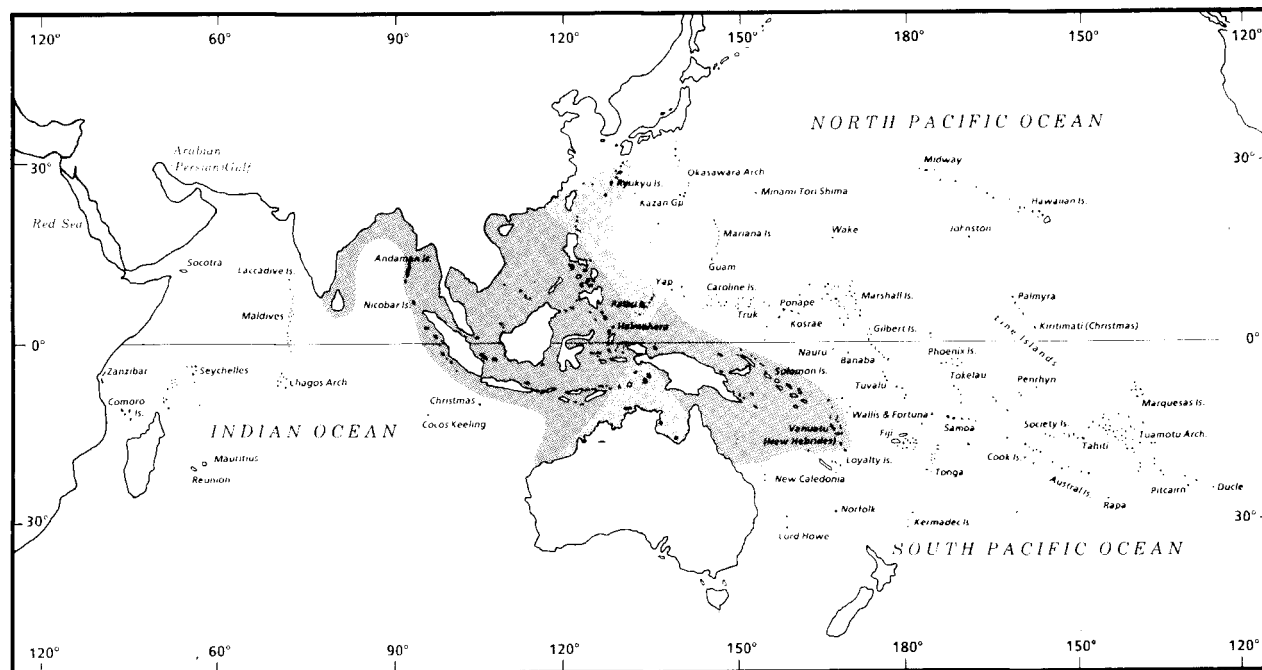 120° 60° 90° 120° 150° 180° 150° 120°
NORTH PACIFIC OCEAN
Arabian
Persian Gulf
30° 30°
Midway
Okasawara Arch
Ryukyu Is.
Minami Tori Shima
Kazan Gp
Hawaiian Is.
Red Sea
Mariana Is
Wake
Johnston
Andaman Is.
Socotra
Laccadive Is.
Guam
Yap
Caroline Is.
Nicobar Is.
Marshall Is.
Palmyra
Maldives
Truk
Ponape
Kosrae
Halmahera
Gilbert Is.
Kiritimati (Christmas)
Line Islands
0° 0°
Nauru
Banaba
Phoenix Is.
Zanzibar
Seychelles
Chagos Arch
Solomon Is.
Tokelau
Penrhyn
Tuvalu
Comoro
Is.
Christmas
Marquesas Is.
Cocos Keeling
Wallis & Fortuna
INDIAN OCEAN
Vanuatu
(New Hebrides)
Fiji
Samoa
Society Is.
Tahiti
Tuamotu Arch.
Mauritius
Reunion
Loyalty Is.
Tonga
Cook Is.
New Caledonia
Austral Is.
Rapa
Pitcairn
Ducle
Norfolk
30° 30°
Kermadec Is
Lord Howe
SOUTH PACIFIC OCEAN
120° 60° 90° 120° 150° 180° 150° 120°